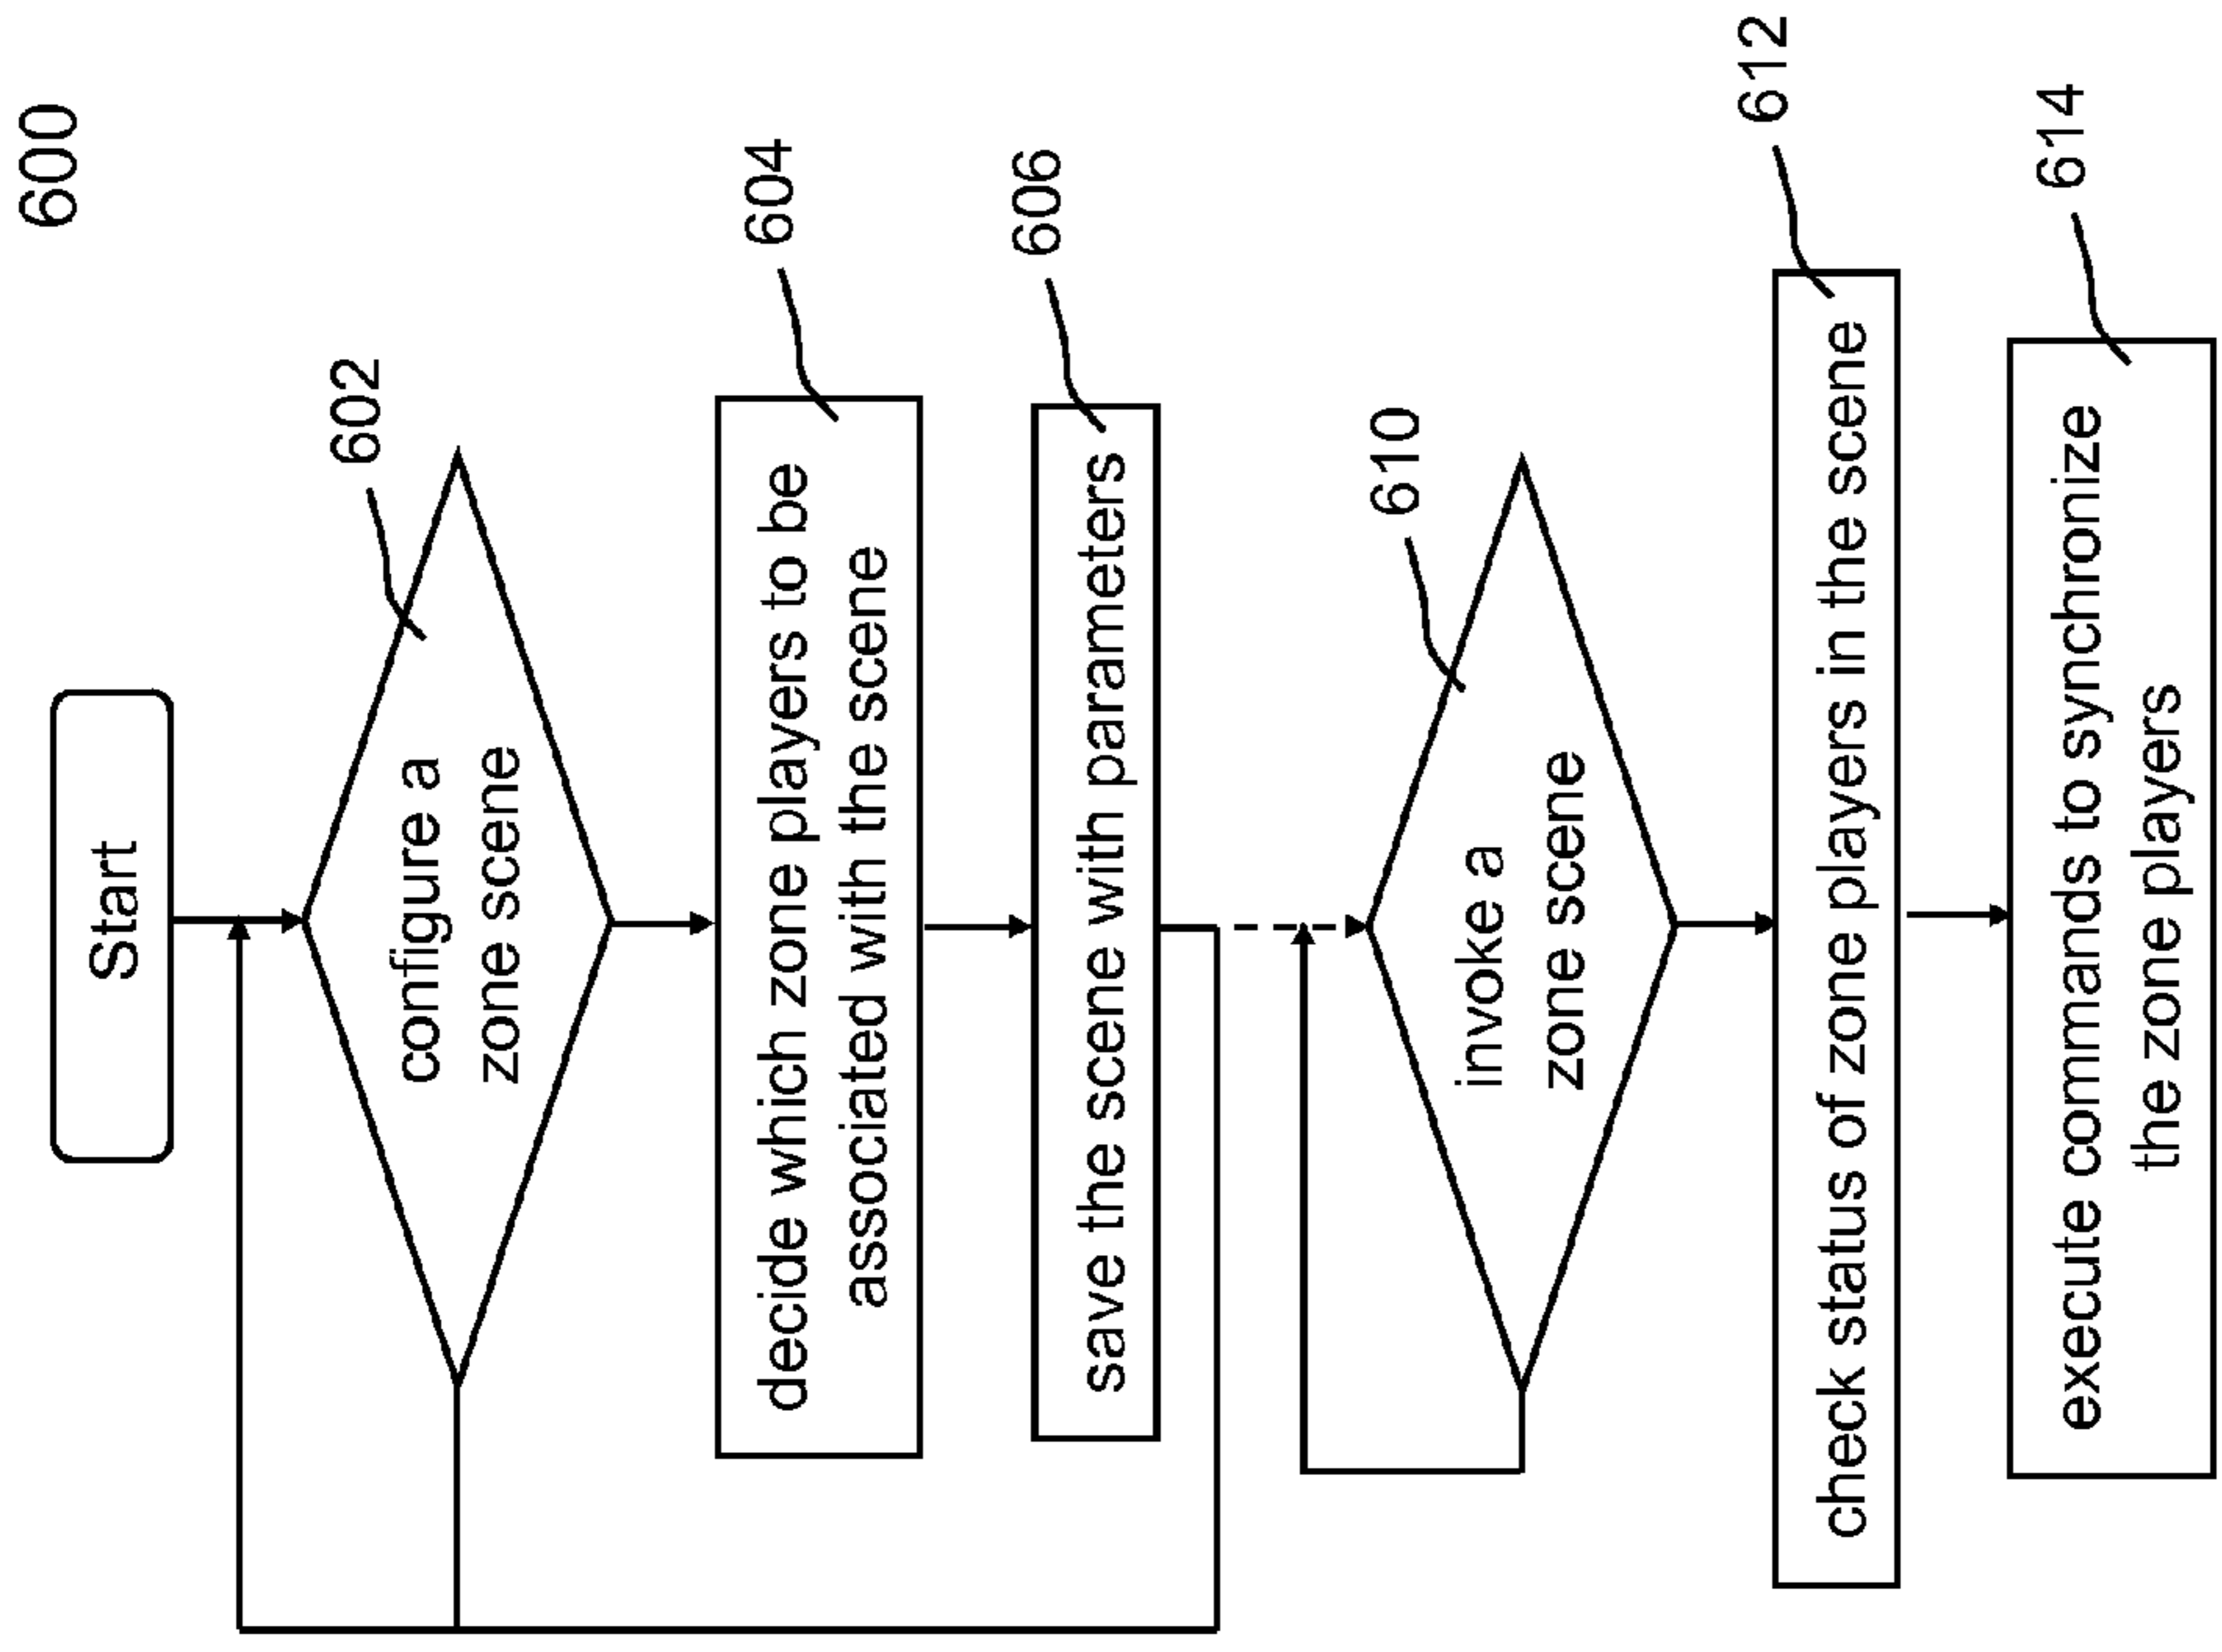 600
Start
602
configure a
zone scene
604
decide which zone players to be
associated with the scene
606
save the scene with parameters
610
invoke a
zone scene
612
check status of zone players in the scene
614
execute commands to synchronize
the zone players